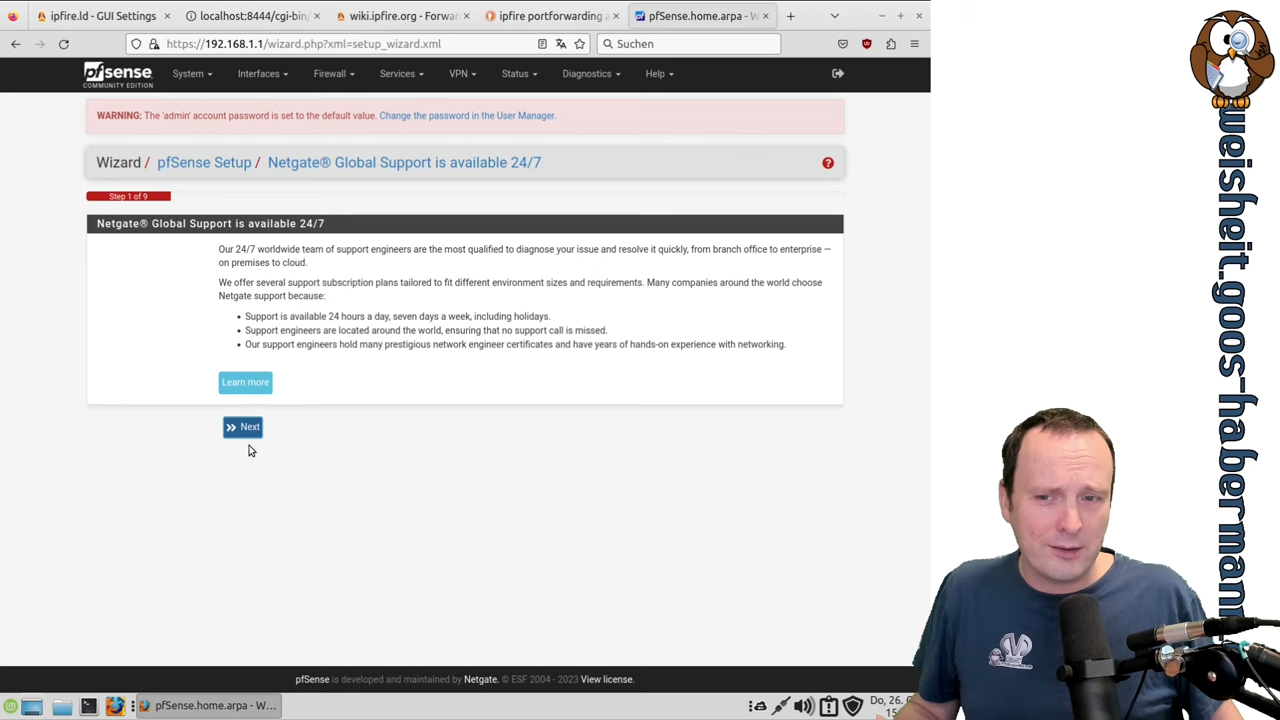 ipfire.ld - GUI Settings
localhost:8444/cgi-bin/
wiki.ipfire.org - Forwar
ipfire portforwarding a
pfSense.home.arpa - W
https://192.168.1.1/wizard.php?xml=setup_wizard.xml
Suchen
pfsense
COMMUNITY EDITION
System
Interfaces
Firewall
Services
VPN
Status
Diagnostics
Help
WARNING: The 'admin' account password is set to the default value. Change the password in the User Manager.
Wizard / pfSense Setup / Netgate® Global Support is available 24/7
Step 1 of 9
Netgate® Global Support is available 24/7
Our 24/7 worldwide team of support engineers are the most qualified to diagnose your issue and resolve it quickly, from branch office to enterprise –
on premises to cloud.
We offer several support subscription plans tailored to fit different environment sizes and requirements. Many companies around the world choose
Netgate support because:
Support is available 24 hours a day, seven days a week, including holidays.
Support engineers are located around the world, ensuring that no support call is missed.
Our support engineers hold many prestigious network engineer certificates and have years of hands-on experience with networking.
Learn more
Next
pfSense is developed and maintained by Netgate. © ESF 2004 - 2023 View license.
pfSense.home.arpa - W...
Do, 26.
weisheit.goos-habermann